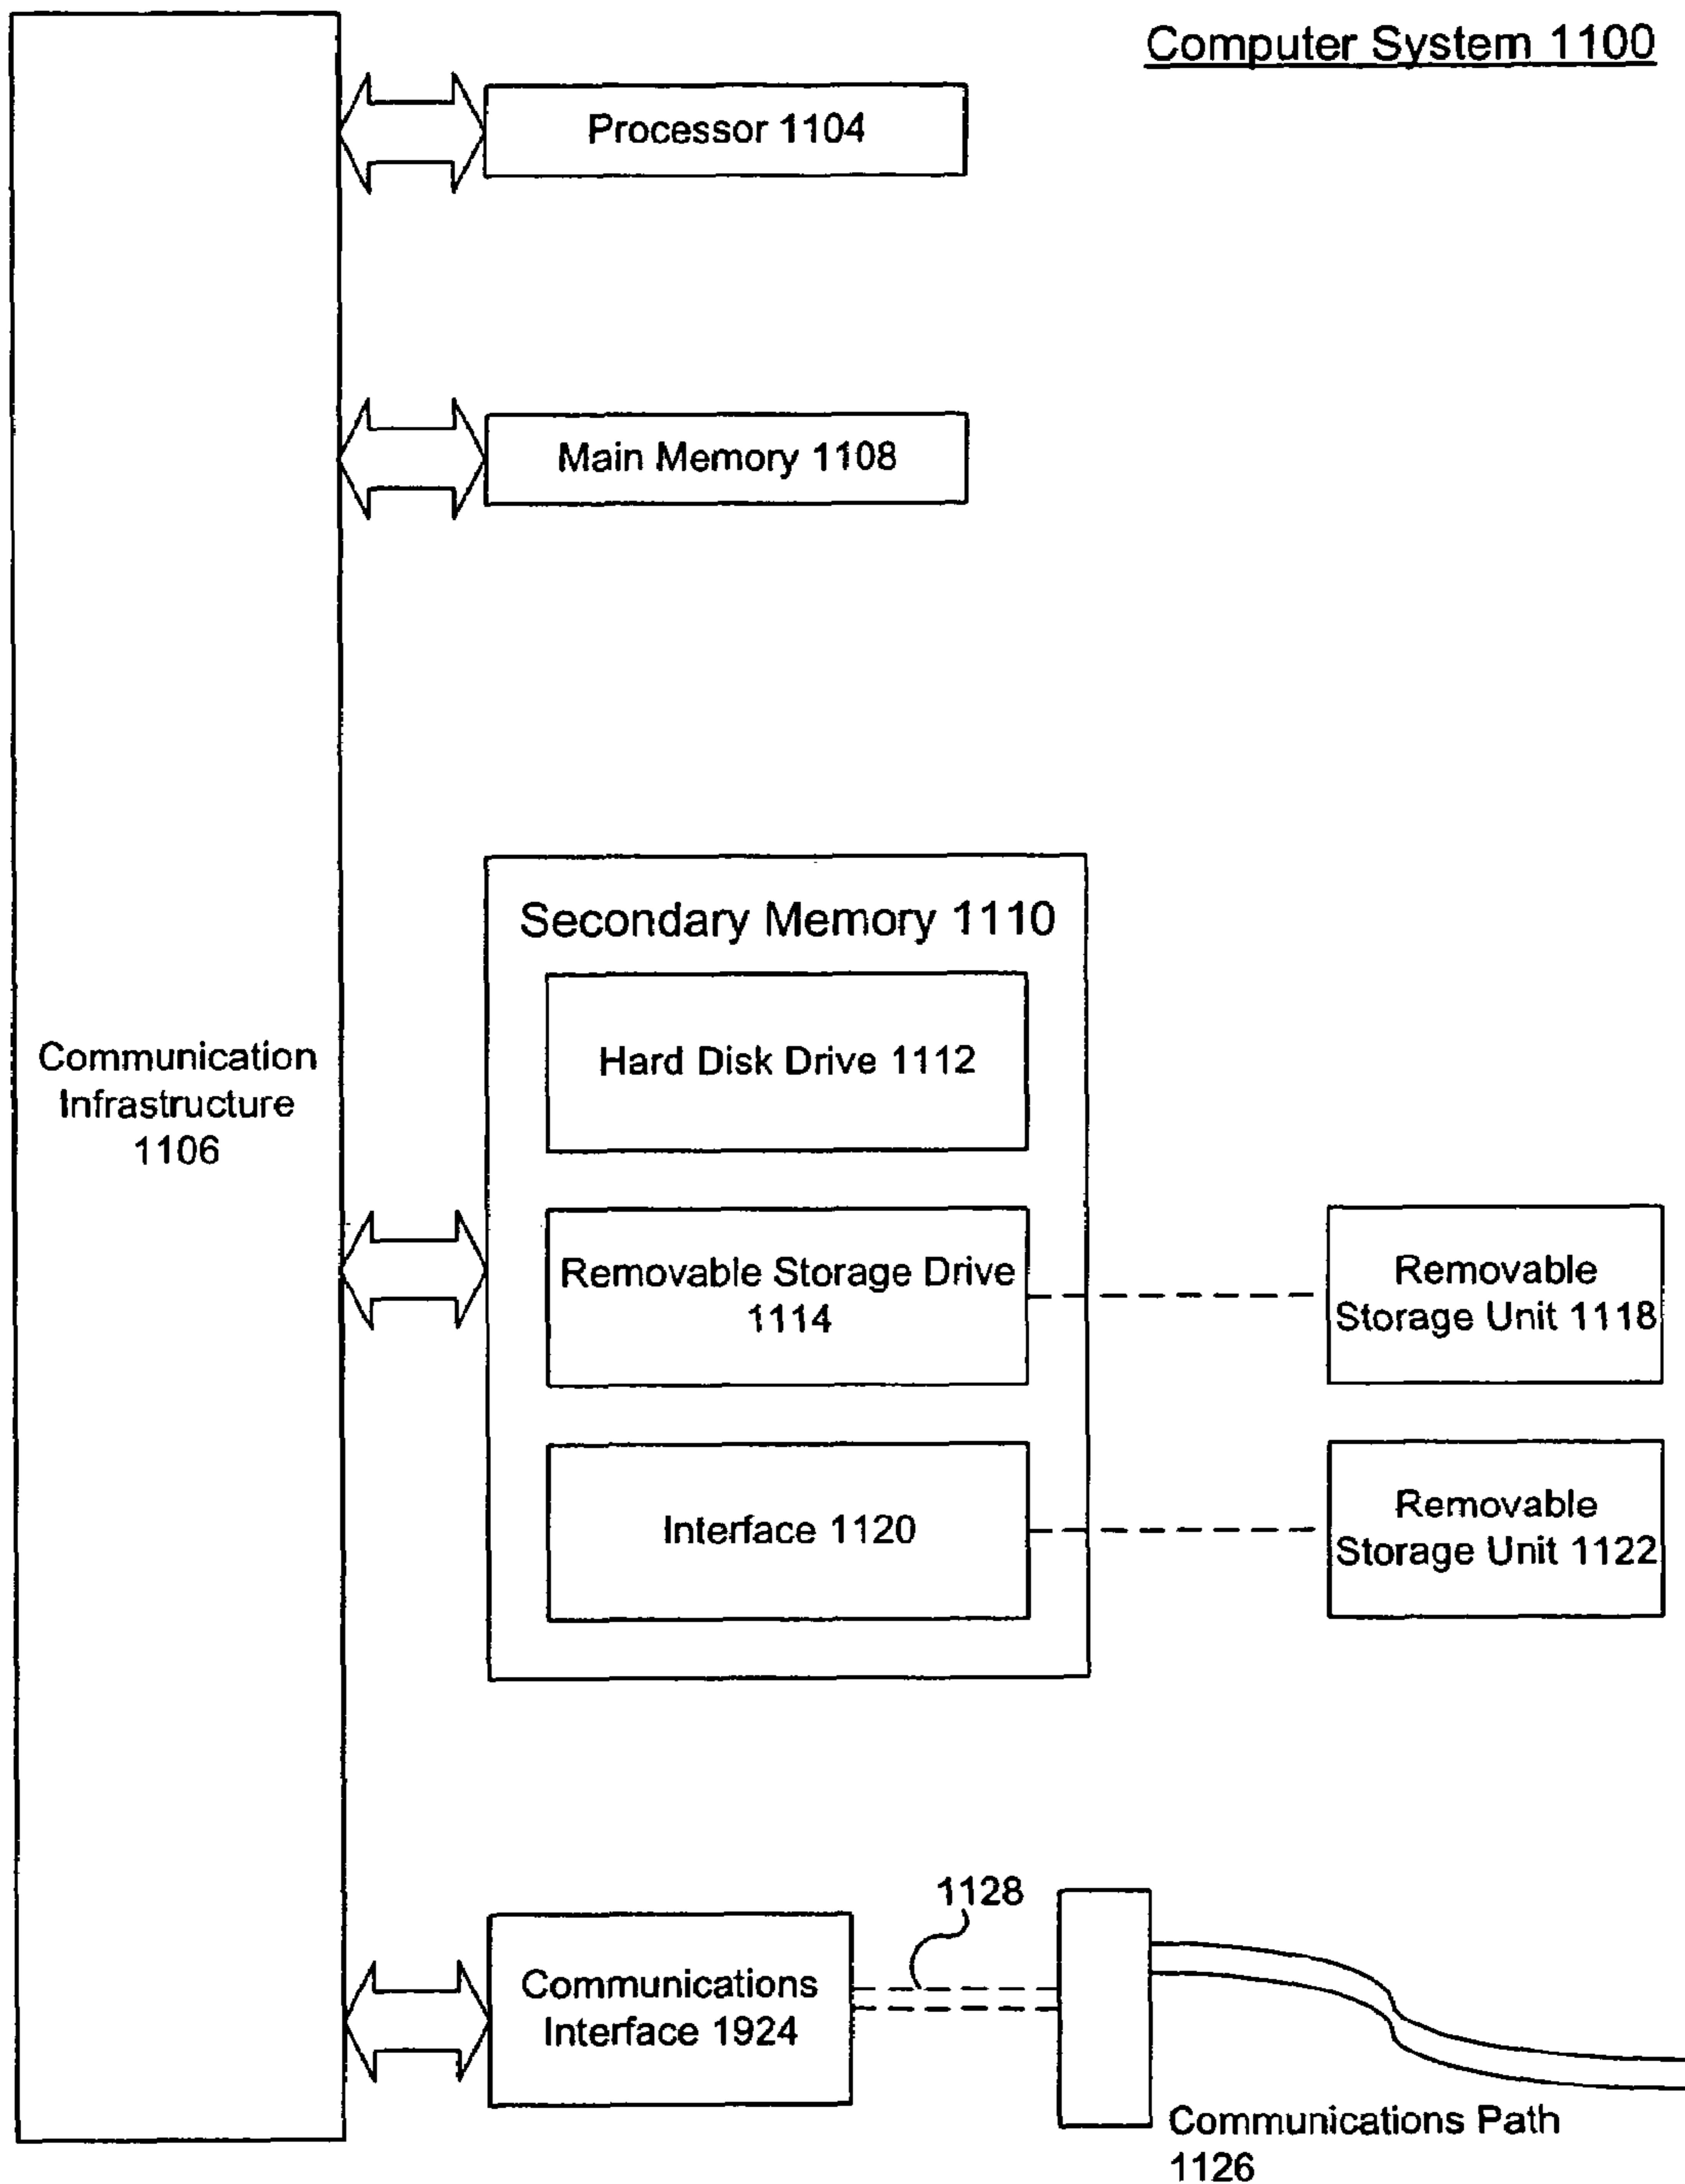 Computer System 1100
Processor 1104
Main Memory 1108
Secondary Memory 1110
Hard Disk Drive 1112
Communication
Infrastructure
1106
Removable Storage Drive
1114
Removable
Storage Unit 1118
Interface 1120
Removable
Storage Unit 1122
1128
Communications
Interface 1924
Communications Path
1126